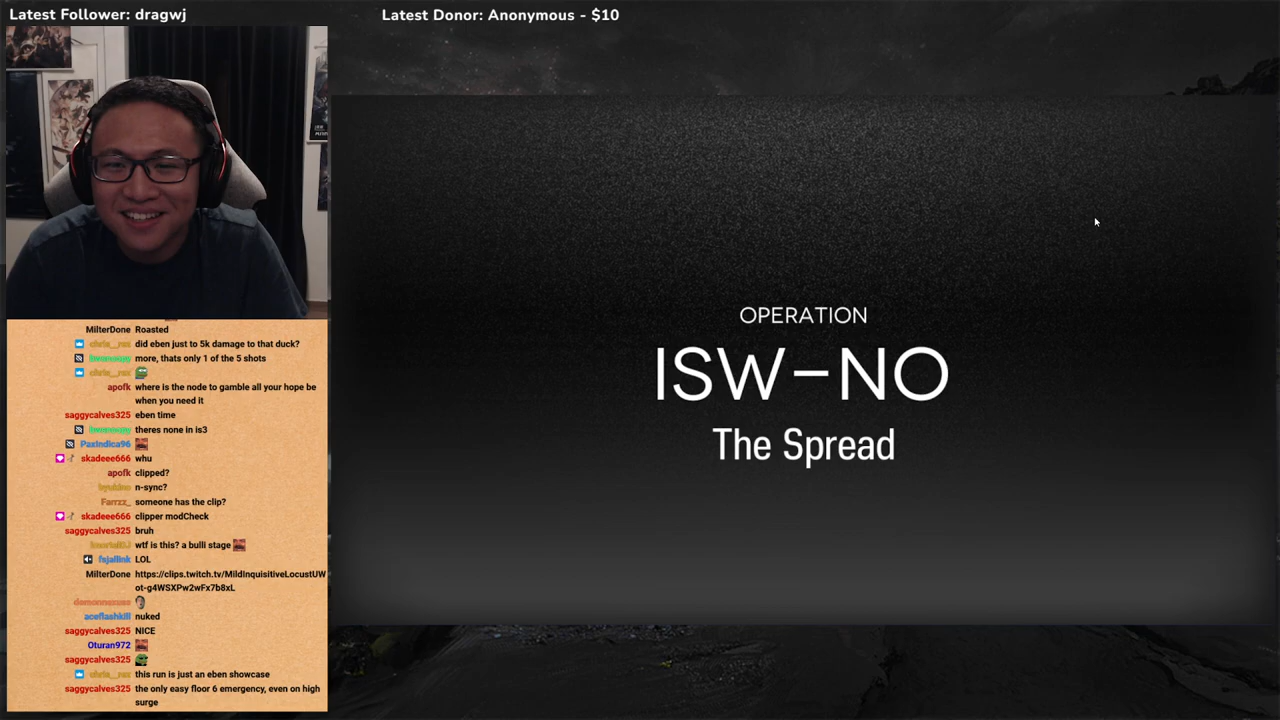 Latest Follower: dragwj
Latest Donor: Anonymous - $10
OPERATION
ISW-NO
The Spread
MilterDone Roasted
chris__rux did eben just to 5k damage to that duck?
more, thats only 1 of the 5 shots
apofk where is the node to gamble all your hope be
when you need it
saggycalves325 eben time
theres none in is3
PaxIndica96
skadeee666 whu
apofk clipped?
byukino n-sync?
Farrzz_ someone has the clip?
skadeee666 clipper modCheck
saggycalves325 bruh
wtf is this? a bulli stage
fsjallink LOL
MilterDone https://clips.twitch.tv/MildInquisitiveLocustUW
ot-g4WSXPw2wFx7b8xL
aceflashkill nuked
saggycalves325 NICE
Oturan972
saggycalves325
chris__rux this run is just an eben showcase
saggycalves325 the only easy floor 6 emergency, even on high
surge